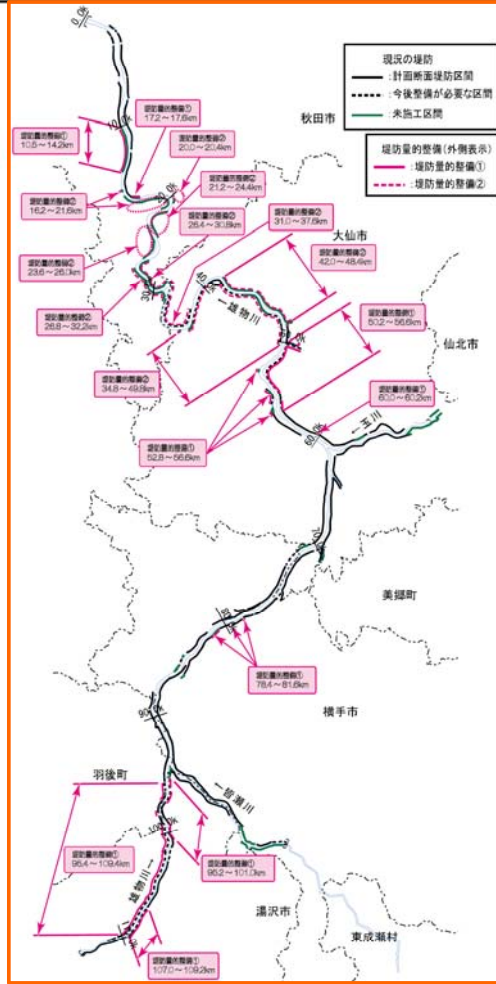 0.0k
現況の堤防
：計画断面堤防区間
：今後整備が必要な区間
：未施工区間
堤防量的整備（外側表示）
：堤防量的整備①
：堤防量的整備②
秋田市
堤防量的整備①
17.2～17.6km
堤防量的整備①
10.5～14.2km
堤防量的整備②
20.0～20.4km
堤防量的整備②
21.2～24.4km
堤防量的整備②
16.2～21.6km
堤防量的整備②
26.4～30.8km
堤防量的整備②
31.0～37.6km
大仙市
堤防量的整備②
23.6～26.0km
堤防量的整備②
42.0～48.4km
堤防量的整備②
26.8～32.2km
←雄物川
堤防量的整備①
50.2～56.6km
仙北市
堤防量的整備②
34.8～49.8km
堤防量的整備①
60.0～60.2km
60.0k
←玉川
堤防量的整備①
52.8～56.6km
美郷町
堤防量的整備①
78.4～81.6km
横手市
90.0k
羽後町
←皆瀬川
堤防量的整備①
95.4～109.4km
堤防量的整備①
95.2～101.0km
雄物川→
湯沢市
東成瀬村
堤防量的整備①
107.0～109.2km